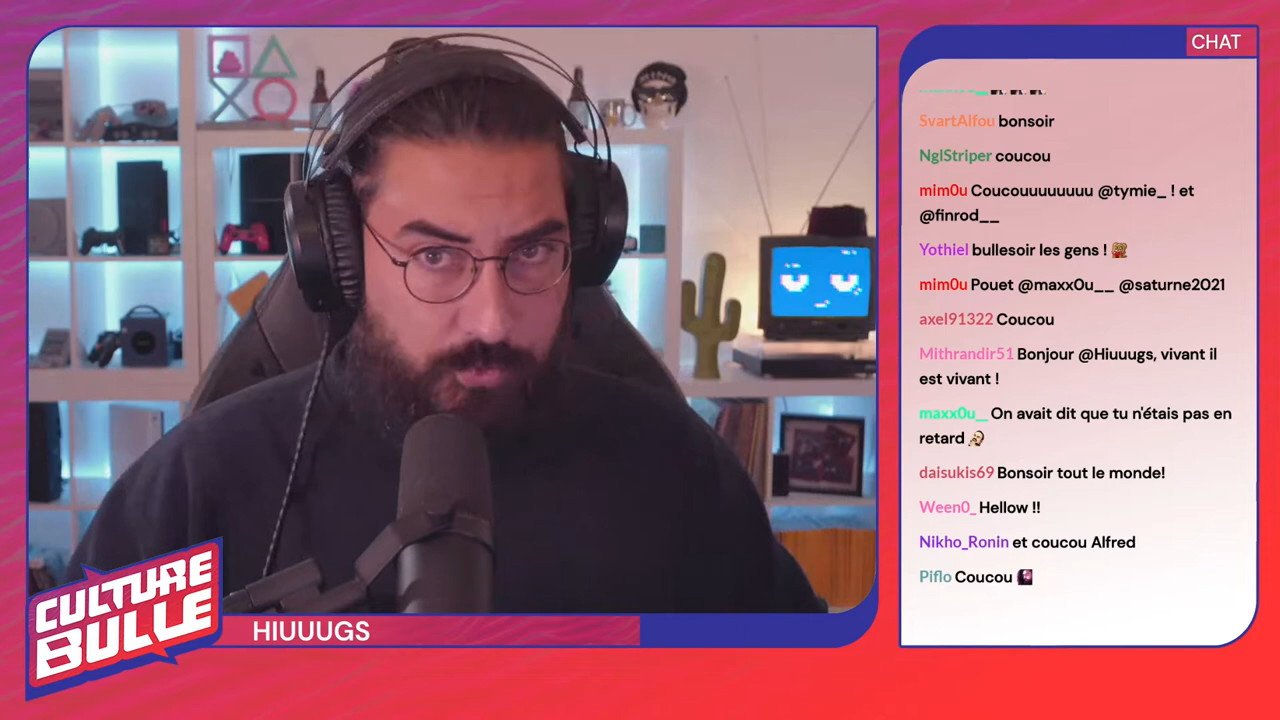 CHAT
SvartAlfou bonsoir
NglStriper coucou
mim0u Coucouuuuuuu @tymie_ ! et
@finrod__
Yothiel bullesoir les gens !
mim0u Pouet @maxx0u__ @saturne2021
axel91322 Coucou
Mithrandir51 Bonjour @Hiuuugs, vivant il
est vivant !
maxx0u__ On avait dit que tu n'étais pas en
retard
daisukis69 Bonsoir tout le monde!
Ween0_ Hellow !!
Nikho_Ronin et coucou Alfred
Piflo Coucou
CULTURE
BULLE
HIUUUGS